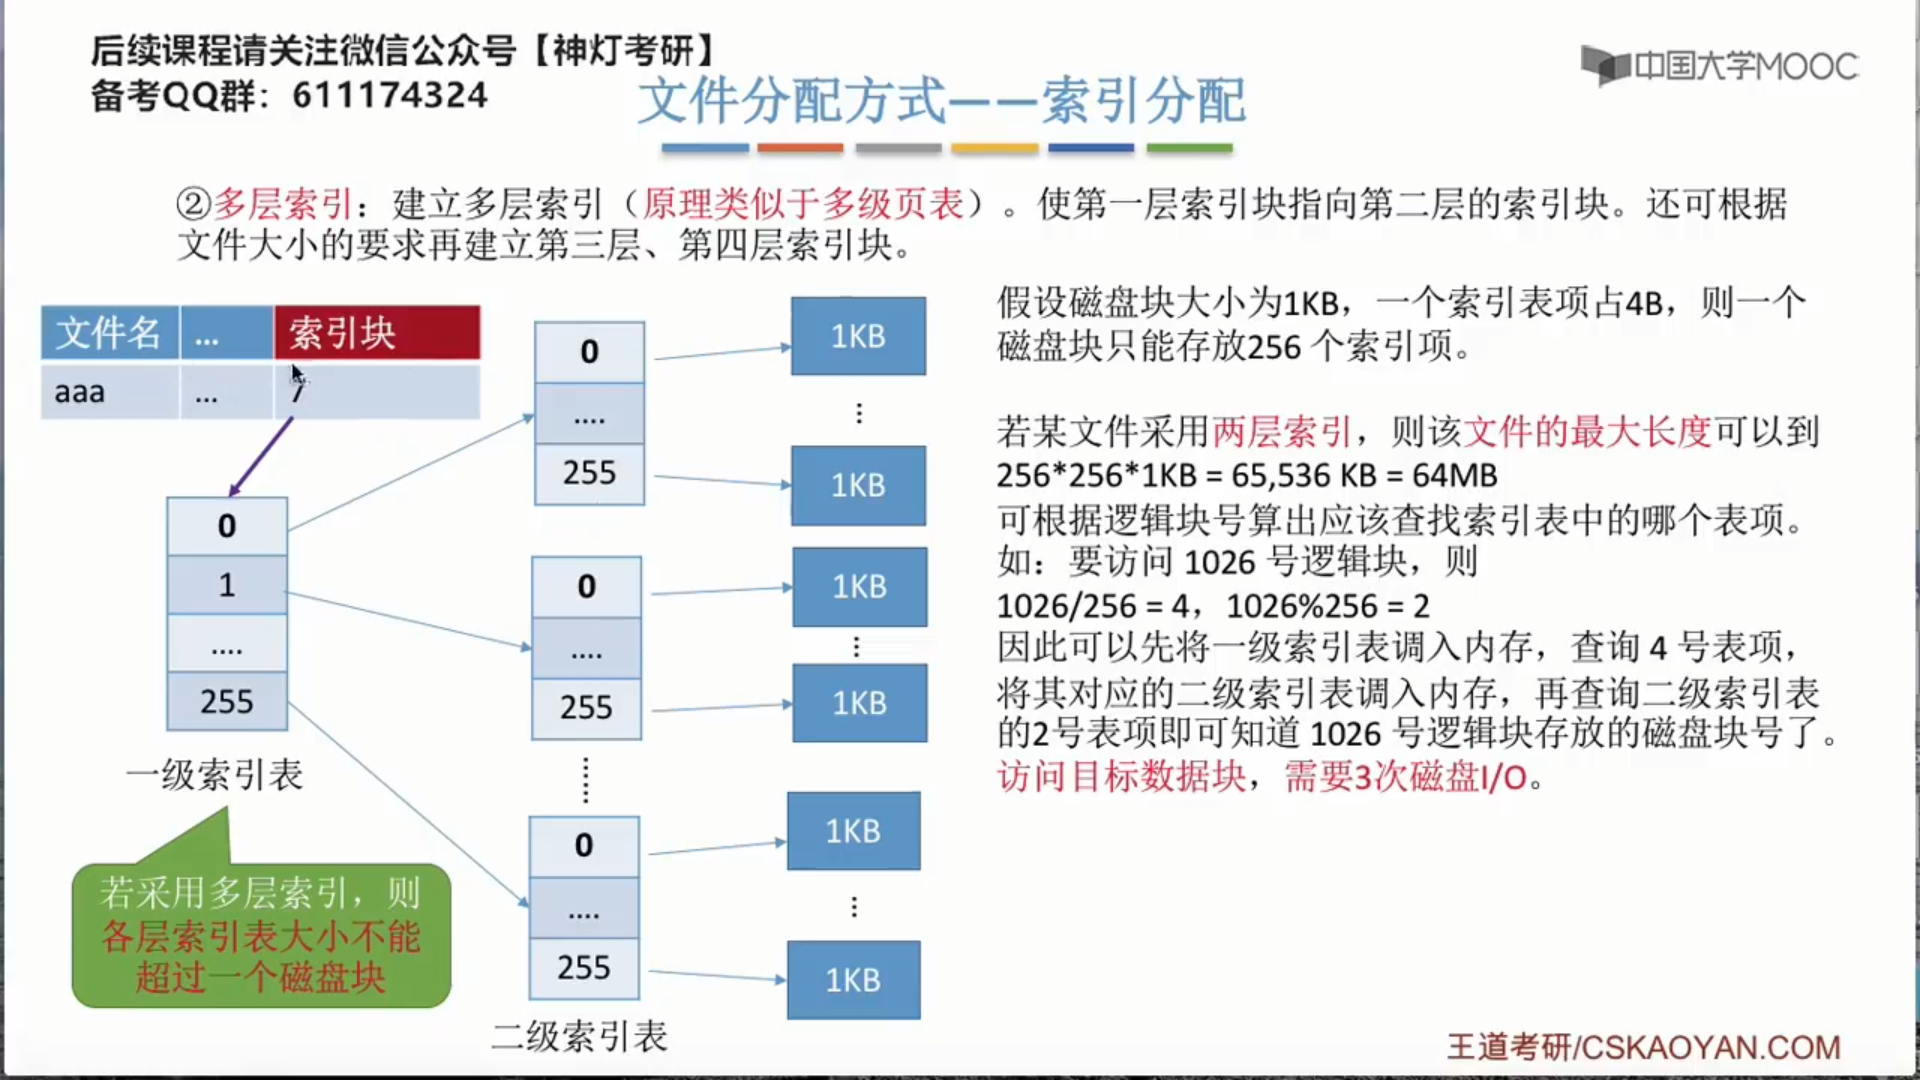 后续课程请关注微信公众号【神灯考研】
备考QQ群：611174324
中国大学MOOC
文件分配方式——索引分配
②多层索引：建立多层索引（原理类似于多级页表）。使第一层索引块指向第二层的索引块。还可根据
文件大小的要求再建立第三层、第四层索引块。
文件名 ... 索引块
aaa ... 7
0
1
....
255
一级索引表
若采用多层索引，则
各层索引表大小不能
超过一个磁盘块
0
....
255
0
....
255
0
....
255
二级索引表
1KB
1KB
1KB
1KB
1KB
1KB
假设磁盘块大小为1KB，一个索引表项占4B，则一个
磁盘块只能存放256 个索引项。
若某文件采用两层索引，则该文件的最大长度可以到
256*256*1KB = 65,536 KB = 64MB
可根据逻辑块号算出应该查找索引表中的哪个表项。
如：要访问 1026 号逻辑块，则
1026/256 = 4，1026%256 = 2
因此可以先将一级索引表调入内存，查询 4 号表项，
将其对应的二级索引表调入内存，再查询二级索引表
的2号表项即可知道 1026 号逻辑块存放的磁盘块号了。
访问目标数据块，需要3次磁盘I/O。
王道考研/CSKAOYAN.COM